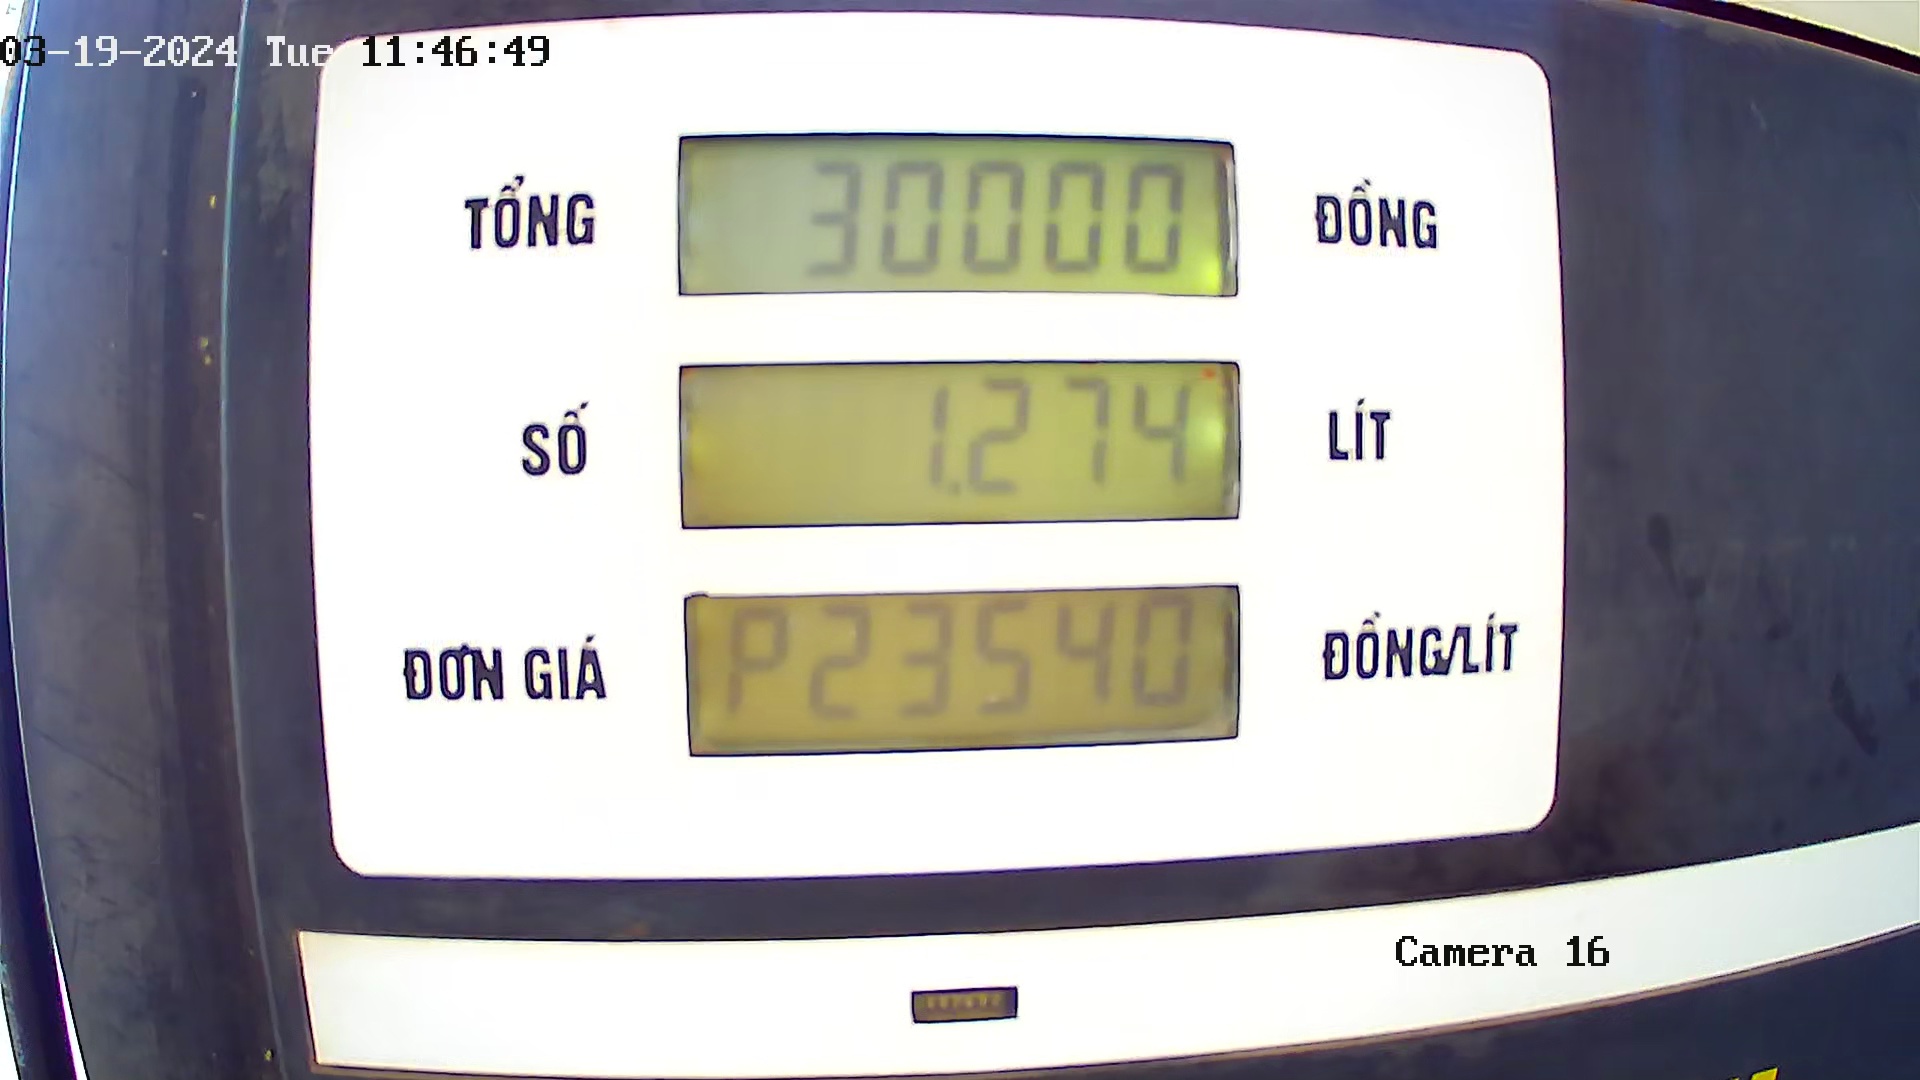 03-19-2024 Tue 11:46:49
TỔNG 30000 ĐỒNG
SỐ 1.274 LÍT
ĐƠN GIÁ P23540 ĐỒNG/LÍT
Camera 16